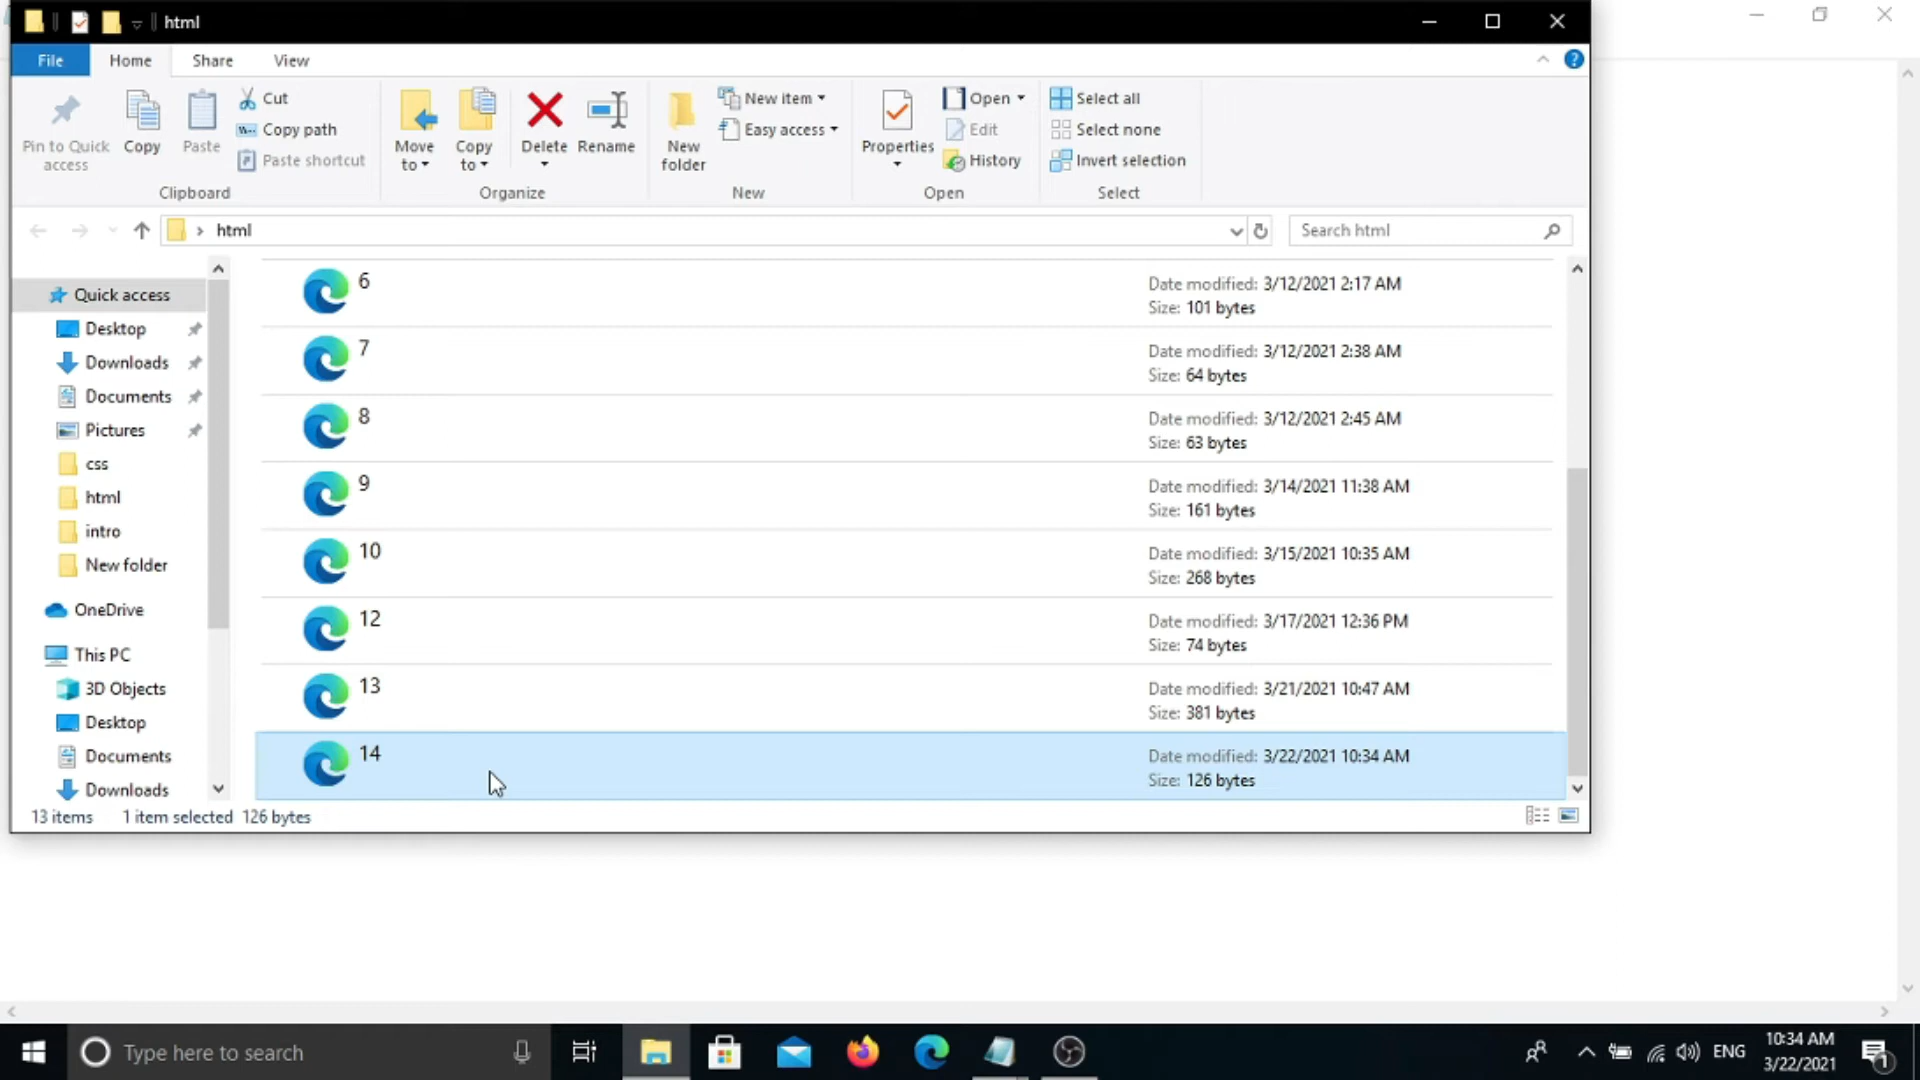 html
File Home Share View
Pin to Quick access
Copy
Paste
Cut
Copy path
Paste shortcut
Clipboard
Move to
Copy to
Delete
Rename
Organize
New folder
New item
Easy access
New
Properties
Open
Edit
History
Open
Select all
Select none
Invert selection
Select
html
Search html
Quick access
Desktop
Downloads
Documents
Pictures
css
html
intro
New folder
OneDrive
This PC
3D Objects
Desktop
Documents
Downloads
6 Date modified: 3/12/2021 2:17 AM
Size: 101 bytes
7 Date modified: 3/12/2021 2:38 AM
Size: 64 bytes
8 Date modified: 3/12/2021 2:45 AM
Size: 63 bytes
9 Date modified: 3/14/2021 11:38 AM
Size: 161 bytes
10 Date modified: 3/15/2021 10:35 AM
Size: 268 bytes
12 Date modified: 3/17/2021 12:36 PM
Size: 74 bytes
13 Date modified: 3/21/2021 10:47 AM
Size: 381 bytes
14 Date modified: 3/22/2021 10:34 AM
Size: 126 bytes
13 items 1 item selected 126 bytes
Type here to search
ENG
10:34 AM
3/22/2021
1